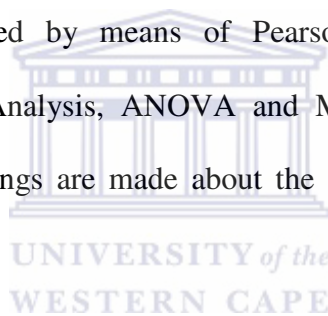 ed by means of Pearso
Analysis, ANOVA and M
ngs are made about the
UNIVERSITY of the
WESTERN CAPE